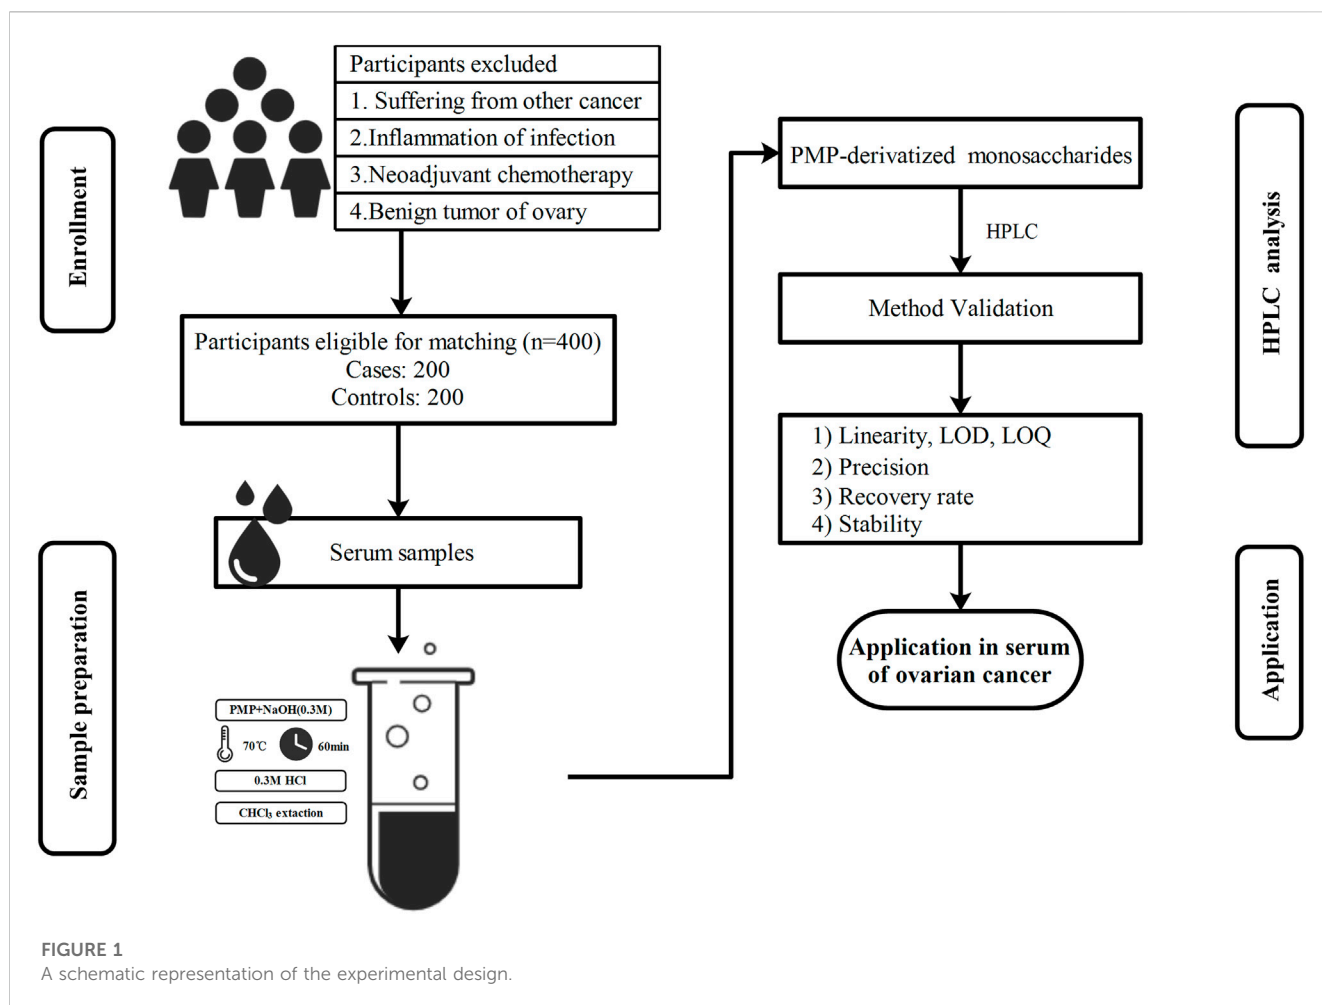 Enrollment
Participants excluded
1. Suffering from other cancer
2.Inflammation of infection
3.Neoadjuvant chemotherapy
4.Benign tumor of ovary
Participants eligible for matching (n=400)
Cases: 200
Controls: 200
Sample preparation
Serum samples
PMP+NaOH(0.3M)
70℃
60min
0.3M HCl
CHCl₃ extaction
HPLC analysis
PMP-derivatized monosaccharides
HPLC
Method Validation
1) Linearity, LOD, LOQ
2) Precision
3) Recovery rate
4) Stability
Application
Application in serum
of ovarian cancer
FIGURE 1
A schematic representation of the experimental design.